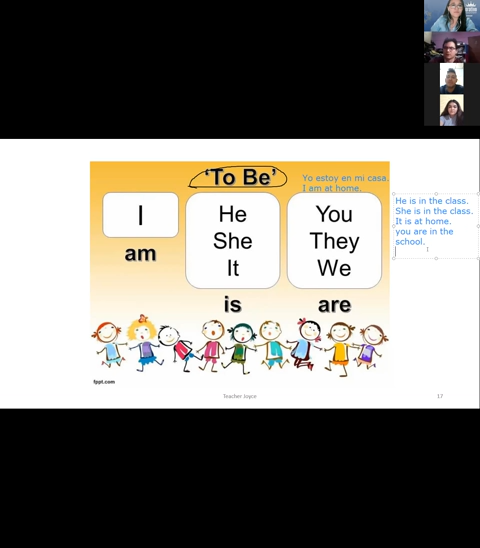 'To Be'
Yo estoy en mi casa.
I am at home.
I
am
He
She
It
is
You
They
We
are
He is in the class.
She is in the class.
It is at home.
you are in the
school.
fppt.com
Teacher Joyce
17